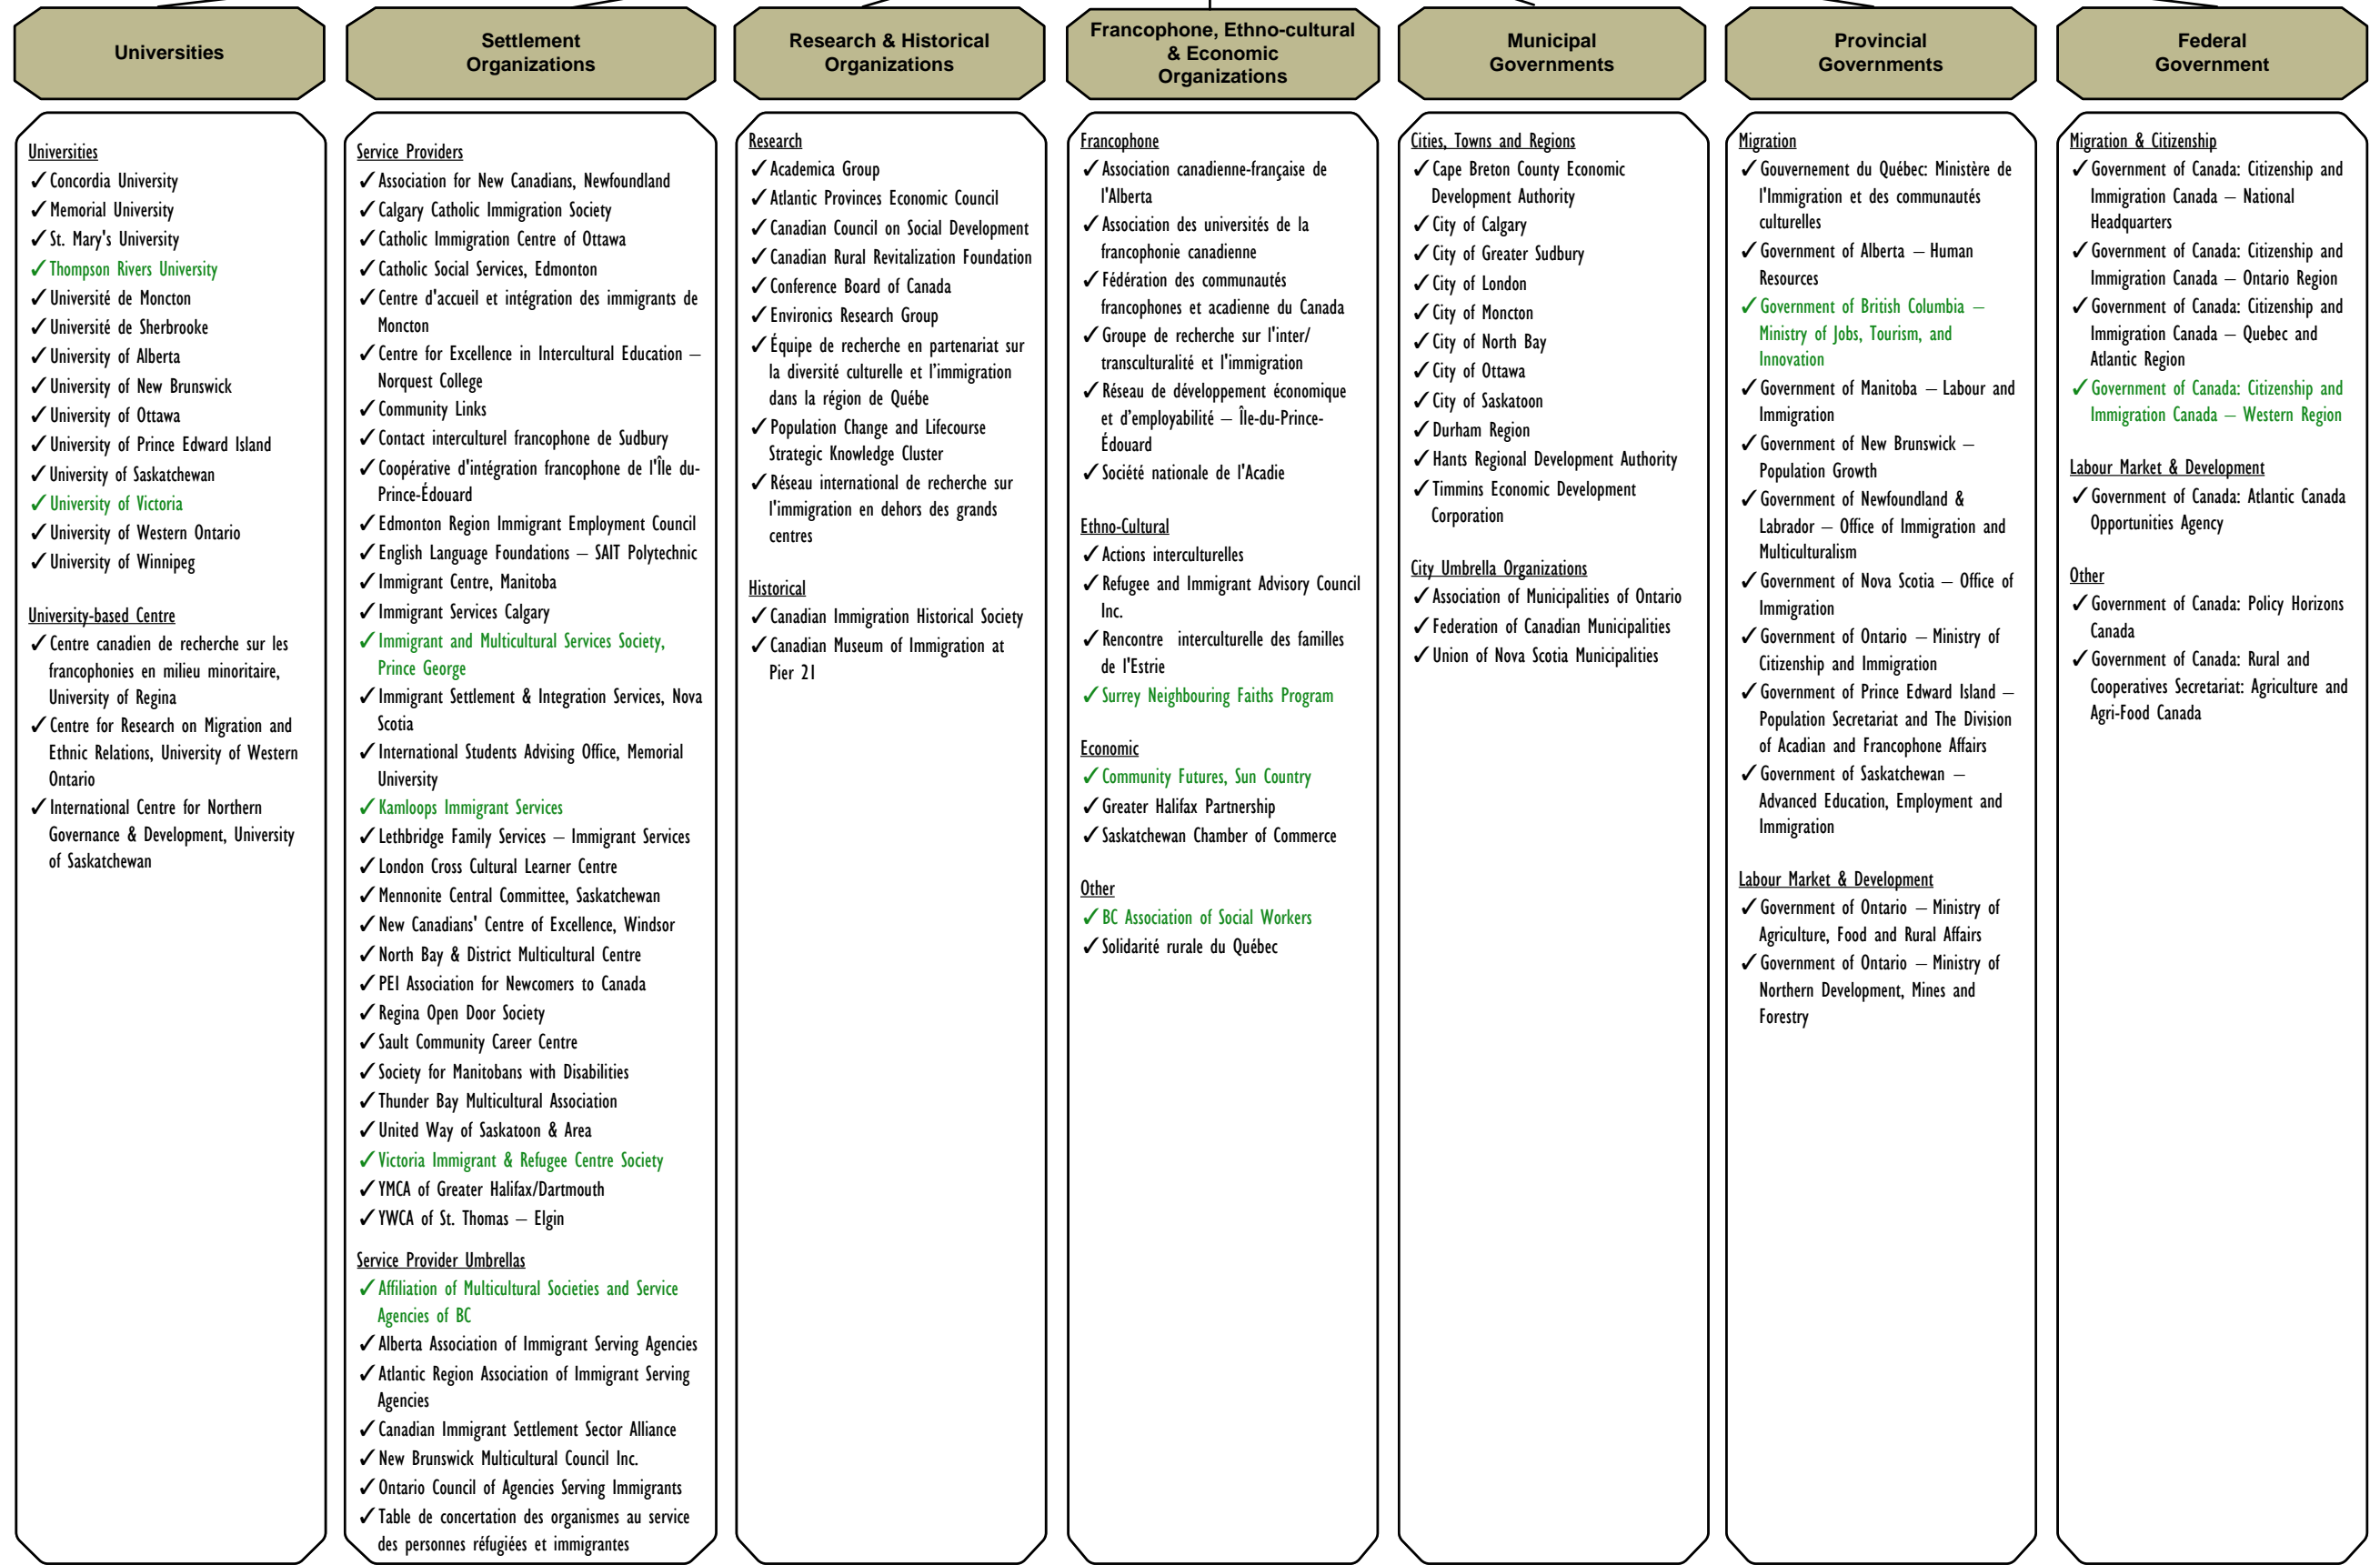 Universities
Settlement
Organizations
Research & Historical
Organizations
Francophone, Ethno-cultural
& Economic
Organizations
Municipal
Governments
Provincial
Governments
Federal
Government
Universities
✓Concordia University
✓Memorial University
✓St. Mary's University
✓Thompson Rivers University
✓Université de Moncton
✓Université de Sherbrooke
✓University of Alberta
✓University of New Brunswick
✓University of Ottawa
✓University of Prince Edward Island
✓University of Saskatchewan
✓University of Victoria
✓University of Western Ontario
✓University of Winnipeg
University-based Centre
✓Centre canadien de recherche sur les
francophonies en milieu minoritaire,
University of Regina
✓Centre for Research on Migration and
Ethnic Relations, University of Western
Ontario
✓International Centre for Northern
Governance & Development, University
of Saskatchewan
Service Providers
✓Association for New Canadians, Newfoundland
✓Calgary Catholic Immigration Society
✓Catholic Immigration Centre of Ottawa
✓Catholic Social Services, Edmonton
✓Centre d'accueil et intégration des immigrants de
Moncton
✓Centre for Excellence in Intercultural Education –
Norquest College
✓Community Links
✓Contact interculturel francophone de Sudbury
✓Coopérative d'intégration francophone de l'Île du-
Prince-Édouard
✓Edmonton Region Immigrant Employment Council
✓English Language Foundations – SAIT Polytechnic
✓Immigrant Centre, Manitoba
✓Immigrant Services Calgary
✓Immigrant and Multicultural Services Society,
Prince George
✓Immigrant Settlement & Integration Services, Nova
Scotia
✓International Students Advising Office, Memorial
University
✓Kamloops Immigrant Services
✓Lethbridge Family Services – Immigrant Services
✓London Cross Cultural Learner Centre
✓Mennonite Central Committee, Saskatchewan
✓New Canadians' Centre of Excellence, Windsor
✓North Bay & District Multicultural Centre
✓PEI Association for Newcomers to Canada
✓Regina Open Door Society
✓Sault Community Career Centre
✓Society for Manitobans with Disabilities
✓Thunder Bay Multicultural Association
✓United Way of Saskatoon & Area
✓Victoria Immigrant & Refugee Centre Society
✓YMCA of Greater Halifax/Dartmouth
✓YWCA of St. Thomas – Elgin
Service Provider Umbrellas
✓Affiliation of Multicultural Societies and Service
Agencies of BC
✓Alberta Association of Immigrant Serving Agencies
✓Atlantic Region Association of Immigrant Serving
Agencies
✓Canadian Immigrant Settlement Sector Alliance
✓New Brunswick Multicultural Council Inc.
✓Ontario Council of Agencies Serving Immigrants
✓Table de concertation des organismes au service
des personnes réfugiées et immigrantes
Research
✓Academica Group
✓Atlantic Provinces Economic Council
✓Canadian Council on Social Development
✓Canadian Rural Revitalization Foundation
✓Conference Board of Canada
✓Environics Research Group
✓Équipe de recherche en partenariat sur
la diversité culturelle et l'immigration
dans la région de Québe
✓Population Change and Lifecourse
Strategic Knowledge Cluster
✓Réseau international de recherche sur
l'immigration en dehors des grands
centres
Historical
✓Canadian Immigration Historical Society
✓Canadian Museum of Immigration at
Pier 21
Francophone
✓Association canadienne-française de
l'Alberta
✓Association des universités de la
francophonie canadienne
✓Fédération des communautés
francophones et acadienne du Canada
✓Groupe de recherche sur l'inter/
transculturalité et l'immigration
✓Réseau de développement économique
et d'employabilité – Île-du-Prince-
Édouard
✓Société nationale de l'Acadie
Ethno-Cultural
✓Actions interculturelles
✓Refugee and Immigrant Advisory Council
Inc.
✓Rencontre interculturelle des familles
de l'Estrie
✓Surrey Neighbouring Faiths Program
Economic
✓Community Futures, Sun Country
✓Greater Halifax Partnership
✓Saskatchewan Chamber of Commerce
Other
✓BC Association of Social Workers
✓Solidarité rurale du Québec
Cities, Towns and Regions
✓Cape Breton County Economic
Development Authority
✓City of Calgary
✓City of Greater Sudbury
✓City of London
✓City of Moncton
✓City of North Bay
✓City of Ottawa
✓City of Saskatoon
✓Durham Region
✓Hants Regional Development Authority
✓Timmins Economic Development
Corporation
City Umbrella Organizations
✓Association of Municipalities of Ontario
✓Federation of Canadian Municipalities
✓Union of Nova Scotia Municipalities
Migration
✓Gouvernement du Québec: Ministère de
l'Immigration et des communautés
culturelles
✓Government of Alberta – Human
Resources
✓Government of British Columbia –
Ministry of Jobs, Tourism, and
Innovation
✓Government of Manitoba – Labour and
Immigration
✓Government of New Brunswick –
Population Growth
✓Government of Newfoundland &
Labrador – Office of Immigration and
Multiculturalism
✓Government of Nova Scotia – Office of
Immigration
✓Government of Ontario – Ministry of
Citizenship and Immigration
✓Government of Prince Edward Island –
Population Secretariat and The Division
of Acadian and Francophone Affairs
✓Government of Saskatchewan –
Advanced Education, Employment and
Immigration
Labour Market & Development
✓Government of Ontario – Ministry of
Agriculture, Food and Rural Affairs
✓Government of Ontario – Ministry of
Northern Development, Mines and
Forestry
Migration & Citizenship
✓Government of Canada: Citizenship and
Immigration Canada – National
Headquarters
✓Government of Canada: Citizenship and
Immigration Canada – Ontario Region
✓Government of Canada: Citizenship and
Immigration Canada – Quebec and
Atlantic Region
✓Government of Canada: Citizenship and
Immigration Canada – Western Region
Labour Market & Development
✓Government of Canada: Atlantic Canada
Opportunities Agency
Other
✓Government of Canada: Policy Horizons
Canada
✓Government of Canada: Rural and
Cooperatives Secretariat: Agriculture and
Agri-Food Canada